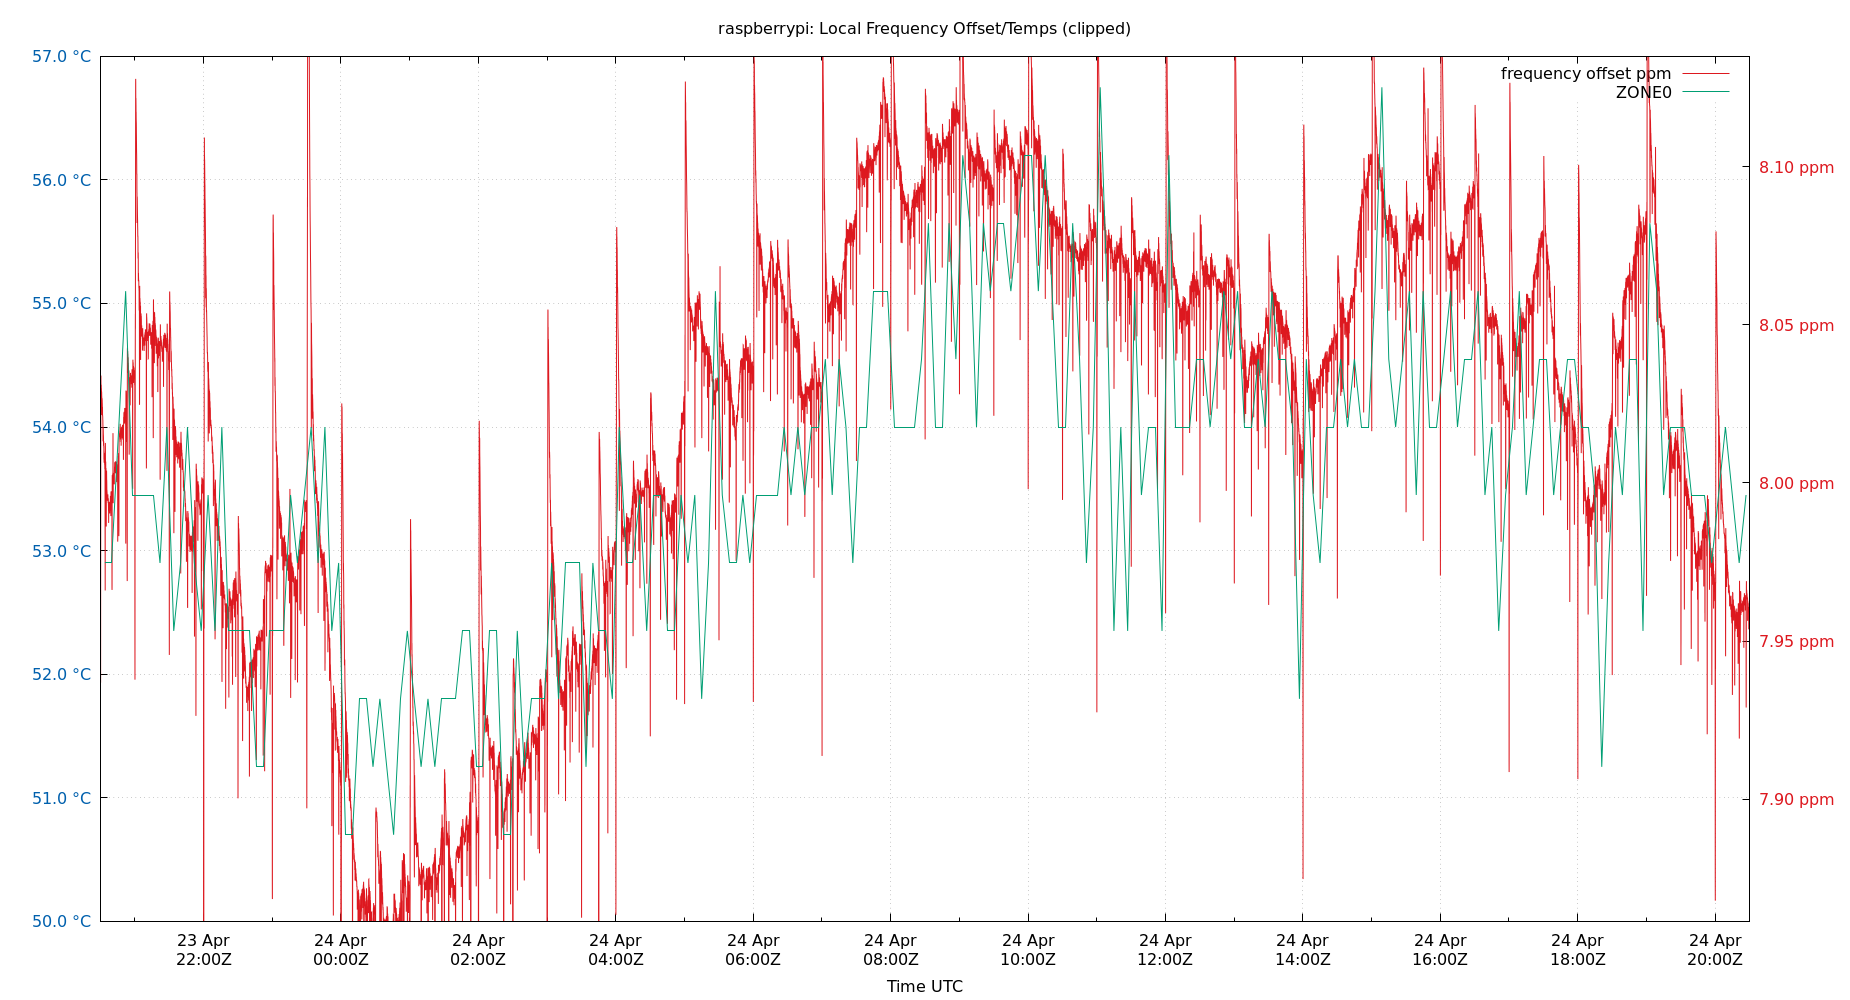 raspberrypi: Local Frequency Offset/Temps (clipped)
57.0 °C
56.0 °C
55.0 °C
54.0 °C
53.0 °C
52.0 °C
51.0 °C
50.0 °C
frequency offset ppm
ZONE0
8.10 ppm
8.05 ppm
8.00 ppm
7.95 ppm
7.90 ppm
23 Apr
22:00Z
24 Apr
00:00Z
24 Apr
02:00Z
24 Apr
04:00Z
24 Apr
06:00Z
24 Apr
08:00Z
24 Apr
10:00Z
24 Apr
12:00Z
24 Apr
14:00Z
24 Apr
16:00Z
24 Apr
18:00Z
24 Apr
20:00Z
Time UTC